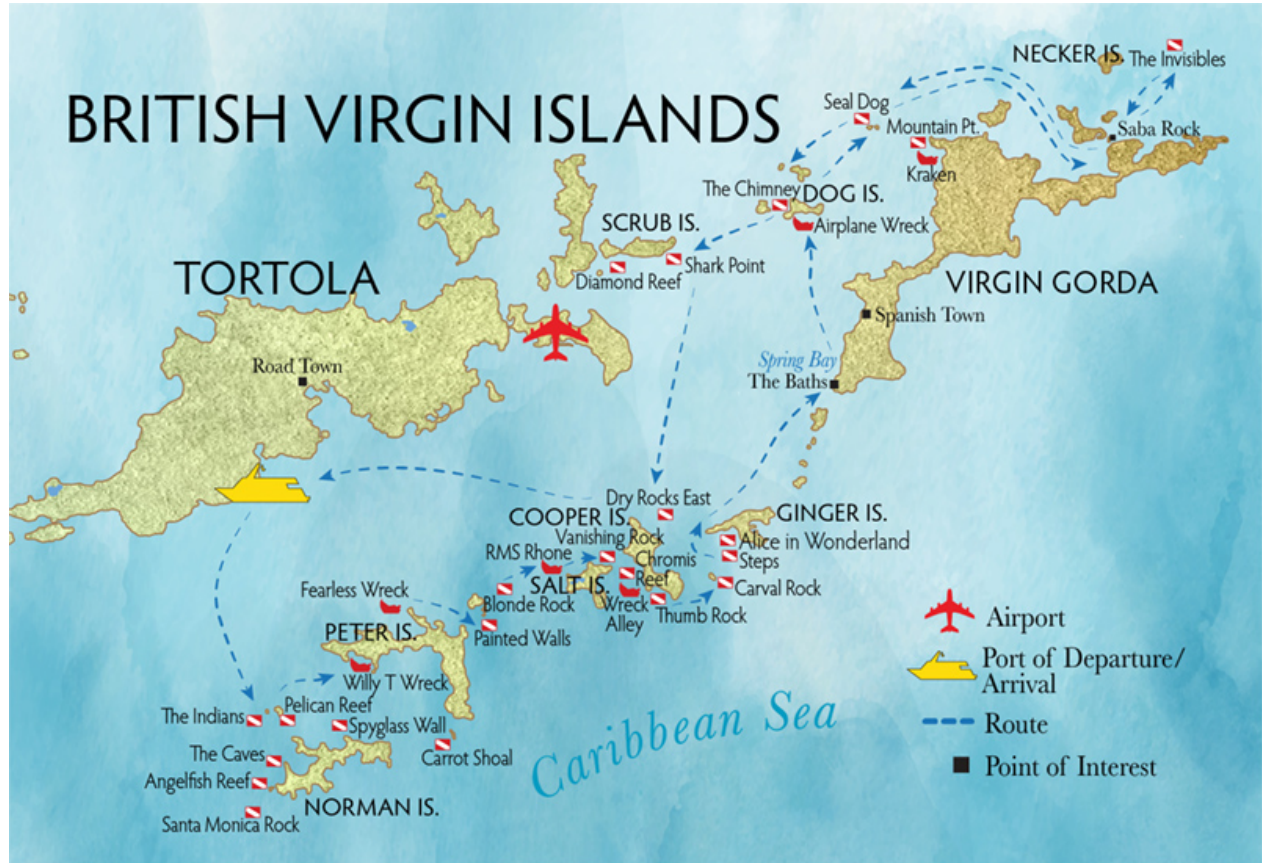 NECKER IS.
The Invisibles
BRITISH VIRGIN ISLANDS
Seal Dog
Mountain Pt.
Saba Rock
Kraken
The Chimney
DOG IS.
Airplane Wreck
SCRUB IS.
Shark Point
Diamond Reef
TORTOLA
VIRGIN GORDA
Spanish Town
Road Town
Spring Bay
The Baths
Dry Rocks East
COOPER IS.
GINGER IS.
Vanishing Rock
Alice in Wonderland
RMS Rhone
Chromis
Reef
Steps
SALT IS.
Carval Rock
Fearless Wreck
Blonde Rock
Wreck
Alley
Thumb Rock
PETER IS.
Painted Walls
Willy T Wreck
Pelican Reef
The Indians
Spyglass Wall
The Caves
Carrot Shoal
Angelfish Reef
NORMAN IS.
Santa Monica Rock
Caribbean Sea
Airport
Port of Departure/
Arrival
Route
Point of Interest